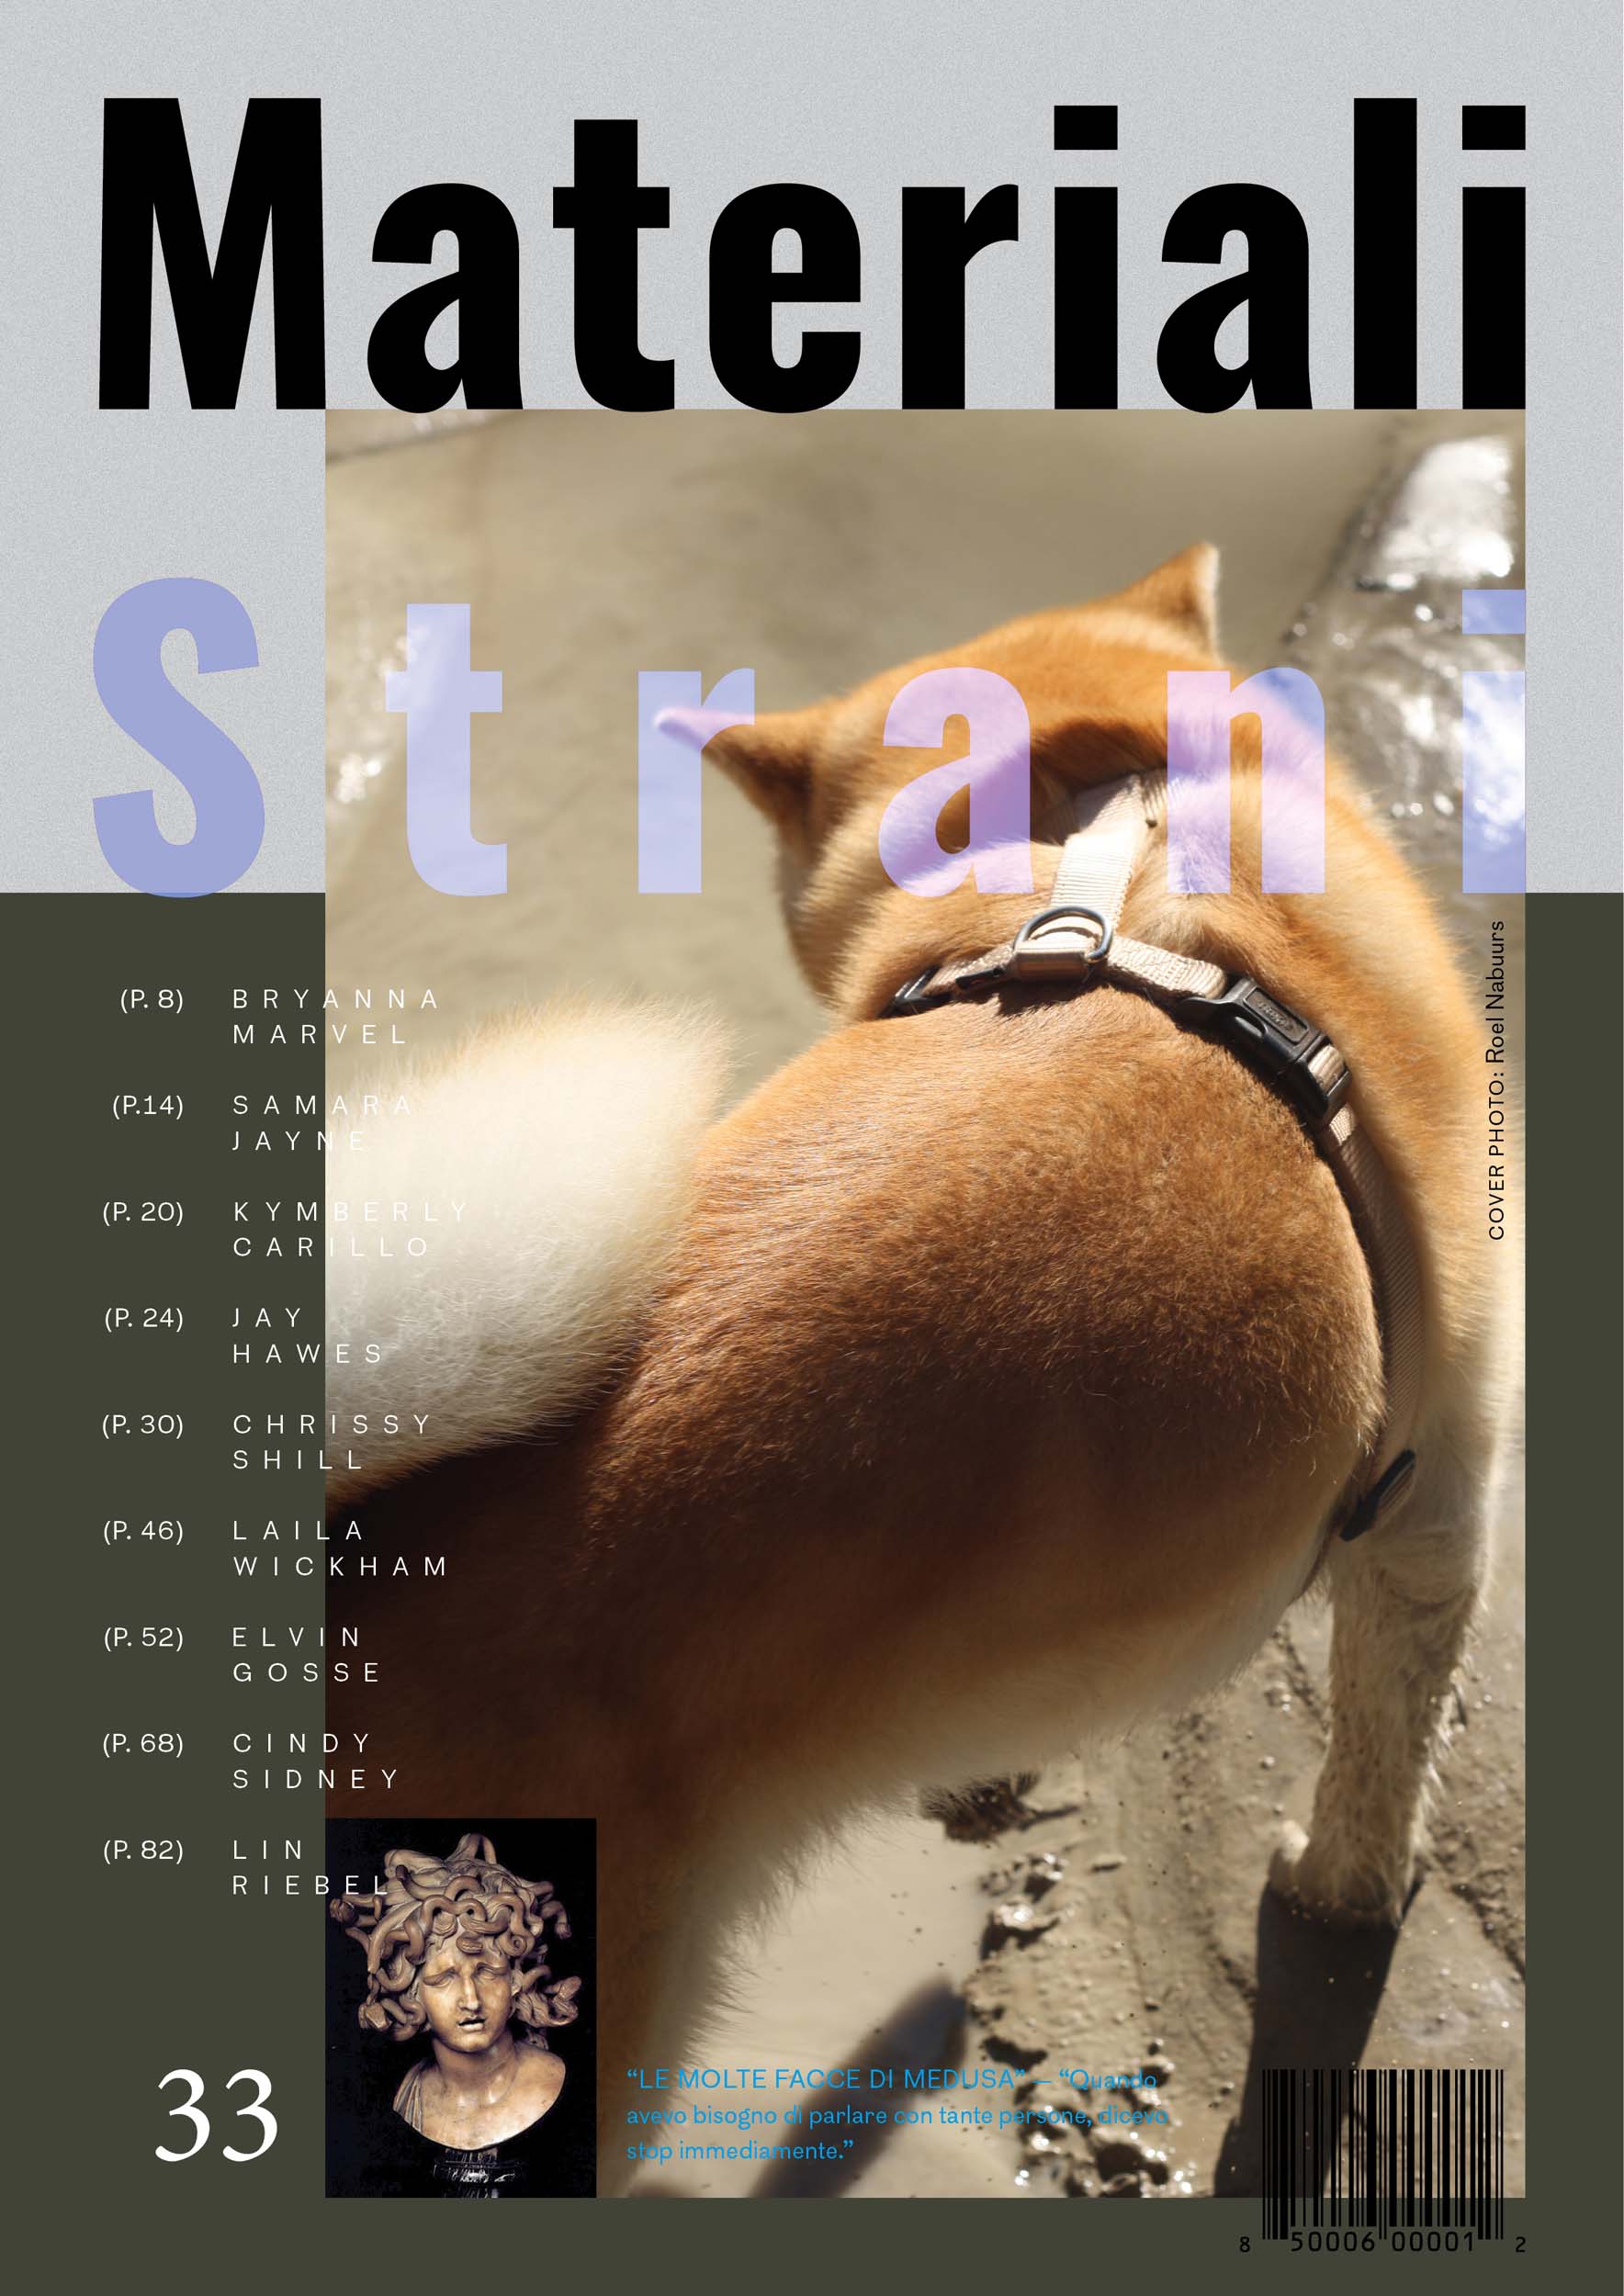 Materiali
Strani
COVER PHOTO: Roel Nabuurs
(P. 8) BRYANNA
MARVEL
(P.14) SAMARA
JAYNE
(P. 20) KYMBERLY
CARILLO
(P. 24) JAY
HAWES
(P. 30) CHRISSY
SHILL
(P. 46) LAILA
WICKHAM
(P. 52) ELVIN
GOSSE
(P. 68) CINDY
SIDNEY
(P. 82) LIN
RIEBEL
33
“LE MOLTE FACCE DI MEDUSA” — “Quando
avevo bisogno di parlare con tante persone, dicevo
stop immediamente.”
8 50006 00001 2